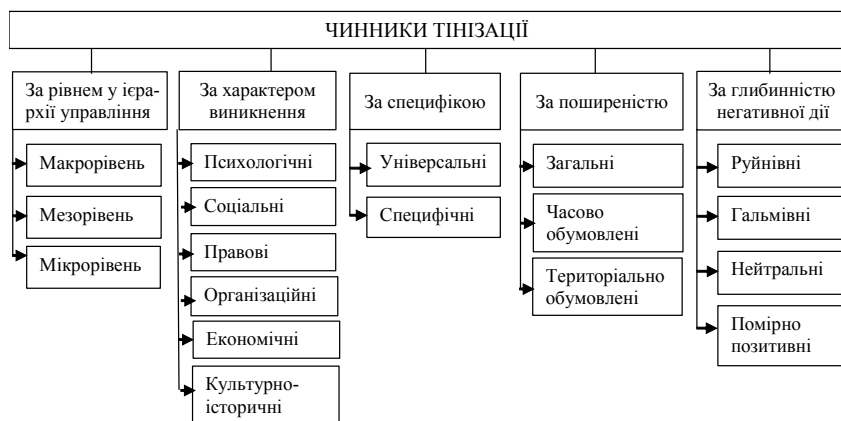 ЧИННИКИ ТІНІЗАЦІЇ
За рівнем у ієра-
рхії управління
Макрорівень
Мезорівень
Мікрорівень
За характером
виникнення
Психологічні
Соціальні
Правові
Організаційні
Економічні
Культурно-
історичні
За специфікою
Універсальні
Специфічні
За поширеністю
Загальні
Часово
обумовлені
Територіально
обумовлені
За глибинністю
негативної дії
Руйнівні
Гальмівні
Нейтральні
Помірно
позитивні